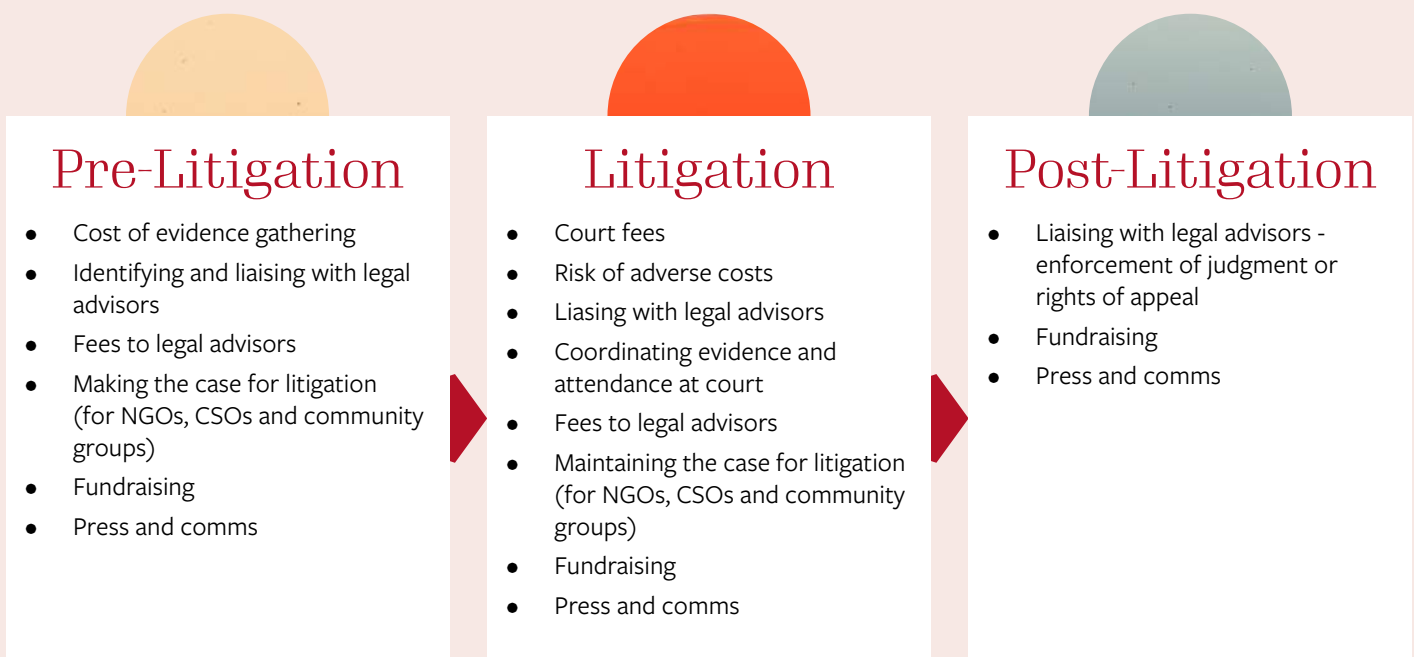 Pre-Litigation
● Cost of evidence gathering
● Identifying and liaising with legal
advisors
● Fees to legal advisors
● Making the case for litigation
(for NGOs, CSOs and community
groups)
● Fundraising
● Press and comms
Litigation
● Court fees
● Risk of adverse costs
● Liasing with legal advisors
● Coordinating evidence and
attendance at court
● Fees to legal advisors
● Maintaining the case for litigation
(for NGOs, CSOs and community
groups)
● Fundraising
● Press and comms
Post-Litigation
● Liaising with legal advisors -
enforcement of judgment or
rights of appeal
● Fundraising
● Press and comms